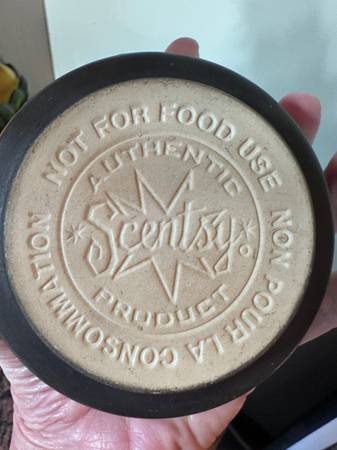 NOT FOR FOOD USE
NON POUR LA CONSOMMATION
AUTHENTIC
Scentsy®
PRODUCT